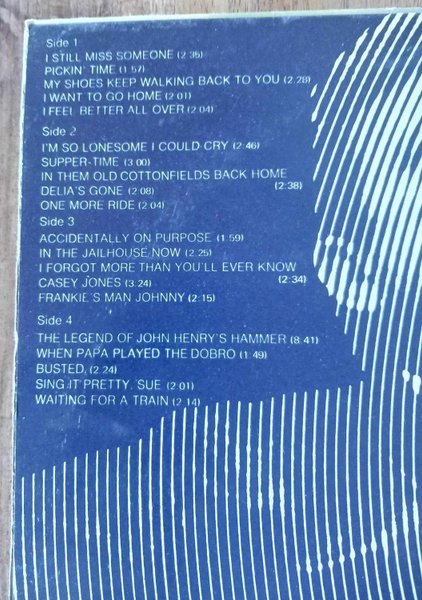 Side 1
I STILL MISS SOMEONE (2:35)
PICKIN' TIME (1:57)
MY SHOES KEEP WALKING BACK TO YOU (2:28)
I WANT TO GO HOME (2:01)
I FEEL BETTER ALL OVER (2:04)
Side 2
I'M SO LONESOME I COULD CRY (2:46)
SUPPER-TIME (3:00)
IN THEM OLD COTTONFIELDS BACK HOME
DELIA'S GONE (2:08) (2:38)
ONE MORE RIDE (2:04)
Side 3
ACCIDENTALLY ON PURPOSE (1:59)
IN THE JAILHOUSE NOW (2:25)
I FORGOT MORE THAN YOU'LL EVER KNOW
CASEY JONES (3:24) (2:34)
FRANKIE'S MAN JOHNNY (2:15)
Side 4
THE LEGEND OF JOHN HENRY'S HAMMER (8:41)
WHEN PAPA PLAYED THE DOBRO (1:49)
BUSTED, (2:24)
SING IT PRETTY, SUE (2:01)
WAITING FOR A TRAIN (2:14)